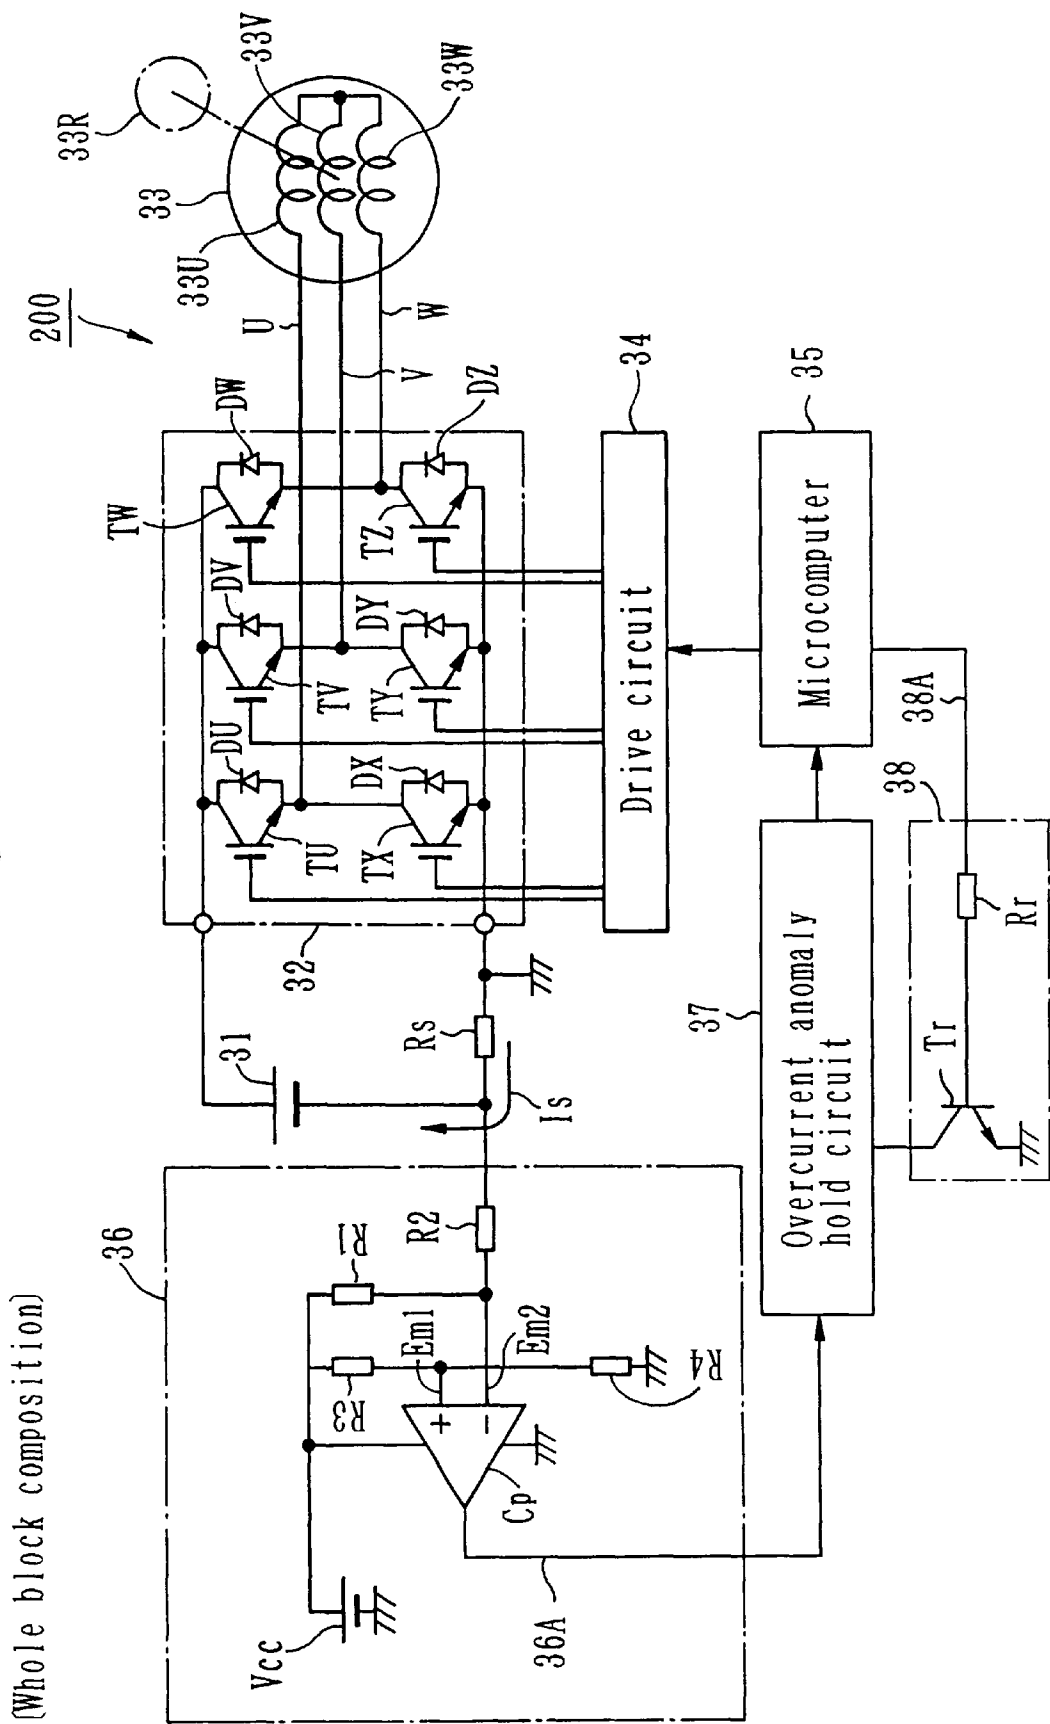 (Whole block composition)
200
33R
33
33V
33U
33W
U
V
W
TW
DW
TV
DV
TU
DU
TZ
DZ
TY
DY
TX
DX
32
31
Rs
Is
36
R1
R2
R3
R4
Em1
Em2
Cp
Vcc
36A
34
Drive circuit
35
Microcomputer
37
Overcurrent anomaly
hold circuit
38
38A
Tr
Rr